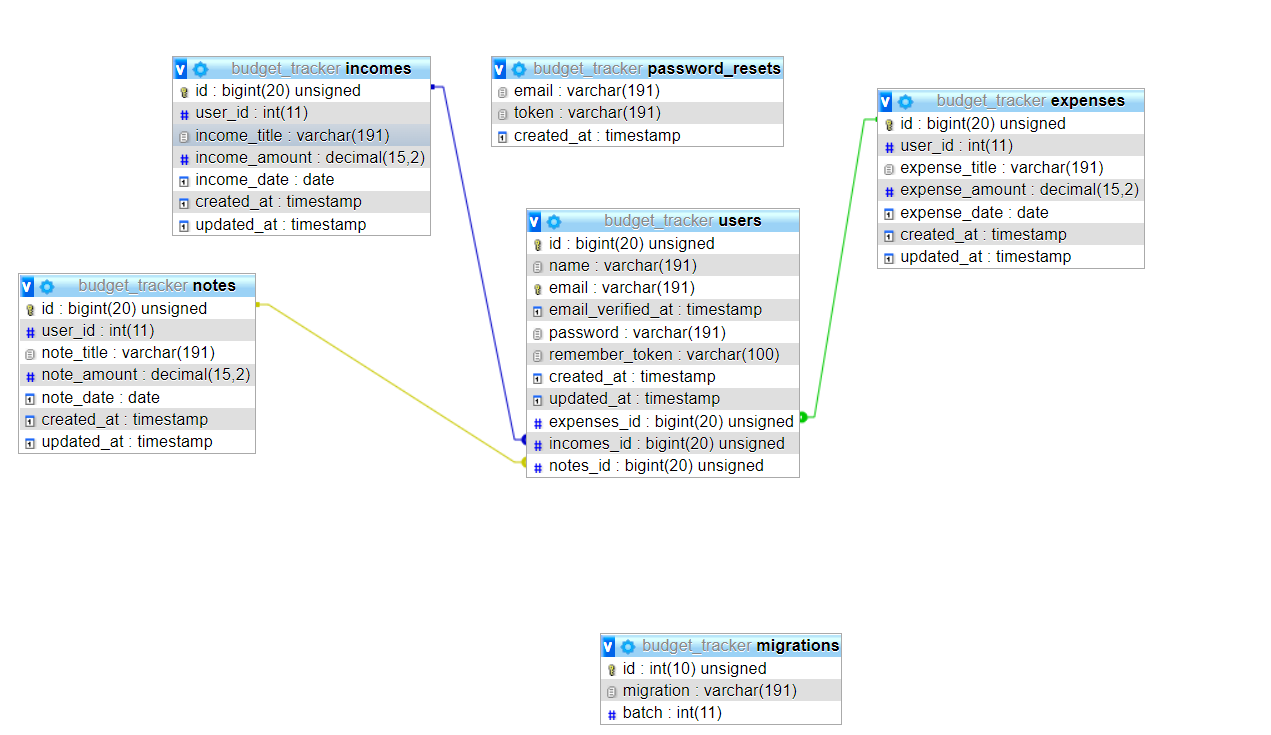 budget_tracker incomes
id : bigint(20) unsigned
user_id : int(11)
income_title : varchar(191)
income_amount : decimal(15,2)
income_date : date
created_at : timestamp
updated_at : timestamp
budget_tracker password_resets
email : varchar(191)
token : varchar(191)
created_at : timestamp
budget_tracker expenses
id : bigint(20) unsigned
user_id : int(11)
expense_title : varchar(191)
expense_amount : decimal(15,2)
expense_date : date
created_at : timestamp
updated_at : timestamp
budget_tracker users
id : bigint(20) unsigned
name : varchar(191)
email : varchar(191)
email_verified_at : timestamp
password : varchar(191)
remember_token : varchar(100)
created_at : timestamp
updated_at : timestamp
expenses_id : bigint(20) unsigned
incomes_id : bigint(20) unsigned
notes_id : bigint(20) unsigned
budget_tracker notes
id : bigint(20) unsigned
user_id : int(11)
note_title : varchar(191)
note_amount : decimal(15,2)
note_date : date
created_at : timestamp
updated_at : timestamp
budget_tracker migrations
id : int(10) unsigned
migration : varchar(191)
batch : int(11)